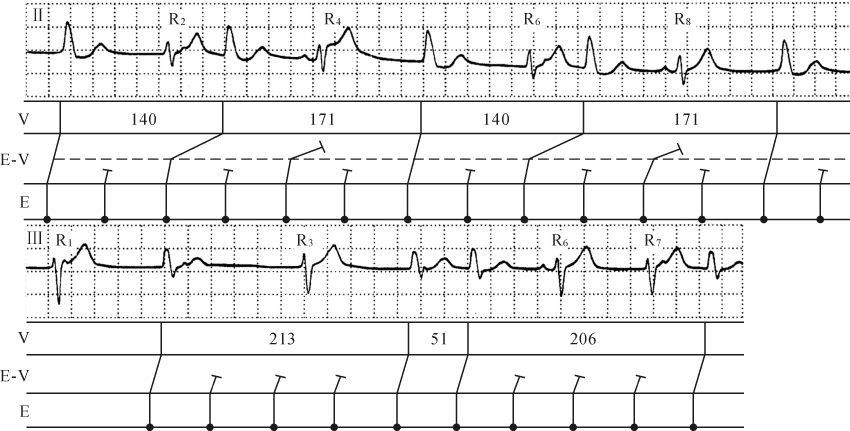 II R2 R4 R6 R8
V 140 171 140 171
E-V
E
III R1 R3 R6 R7
V 213 51 206
E-V
E